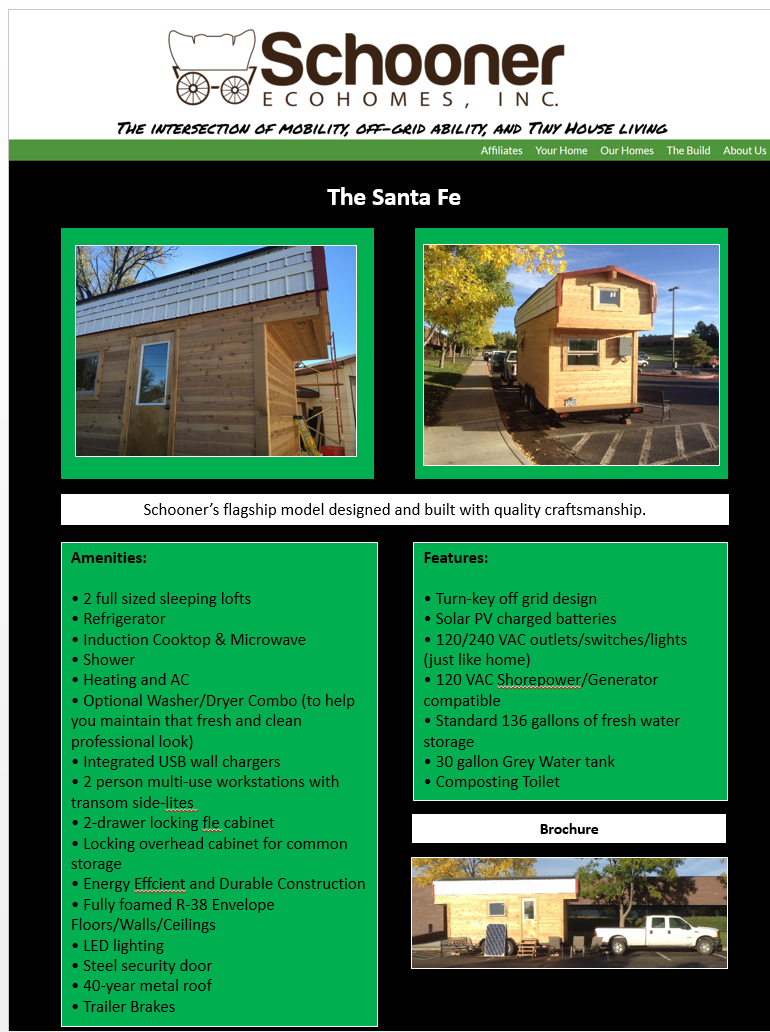 Schooner
ECOHOMES, INC.
The intersection of mobility, off-grid ability, and Tiny House living
Affiliates Your Home Our Homes The Build About Us
The Santa Fe
Schooner's flagship model designed and built with quality craftsmanship.
Amenities:
• 2 full sized sleeping lofts
• Refrigerator
• Induction Cooktop & Microwave
• Shower
• Heating and AC
• Optional Washer/Dryer Combo (to help
you maintain that fresh and clean
professional look)
• Integrated USB wall chargers
• 2 person multi-use workstations with
transom side-lites
• 2-drawer locking fle cabinet
• Locking overhead cabinet for common
storage
• Energy Effcient and Durable Construction
• Fully foamed R-38 Envelope
Floors/Walls/Ceilings
• LED lighting
• Steel security door
• 40-year metal roof
• Trailer Brakes
Features:
• Turn-key off grid design
• Solar PV charged batteries
• 120/240 VAC outlets/switches/lights
(just like home)
• 120 VAC Shorepower/Generator
compatible
• Standard 136 gallons of fresh water
storage
• 30 gallon Grey Water tank
• Composting Toilet
Brochure